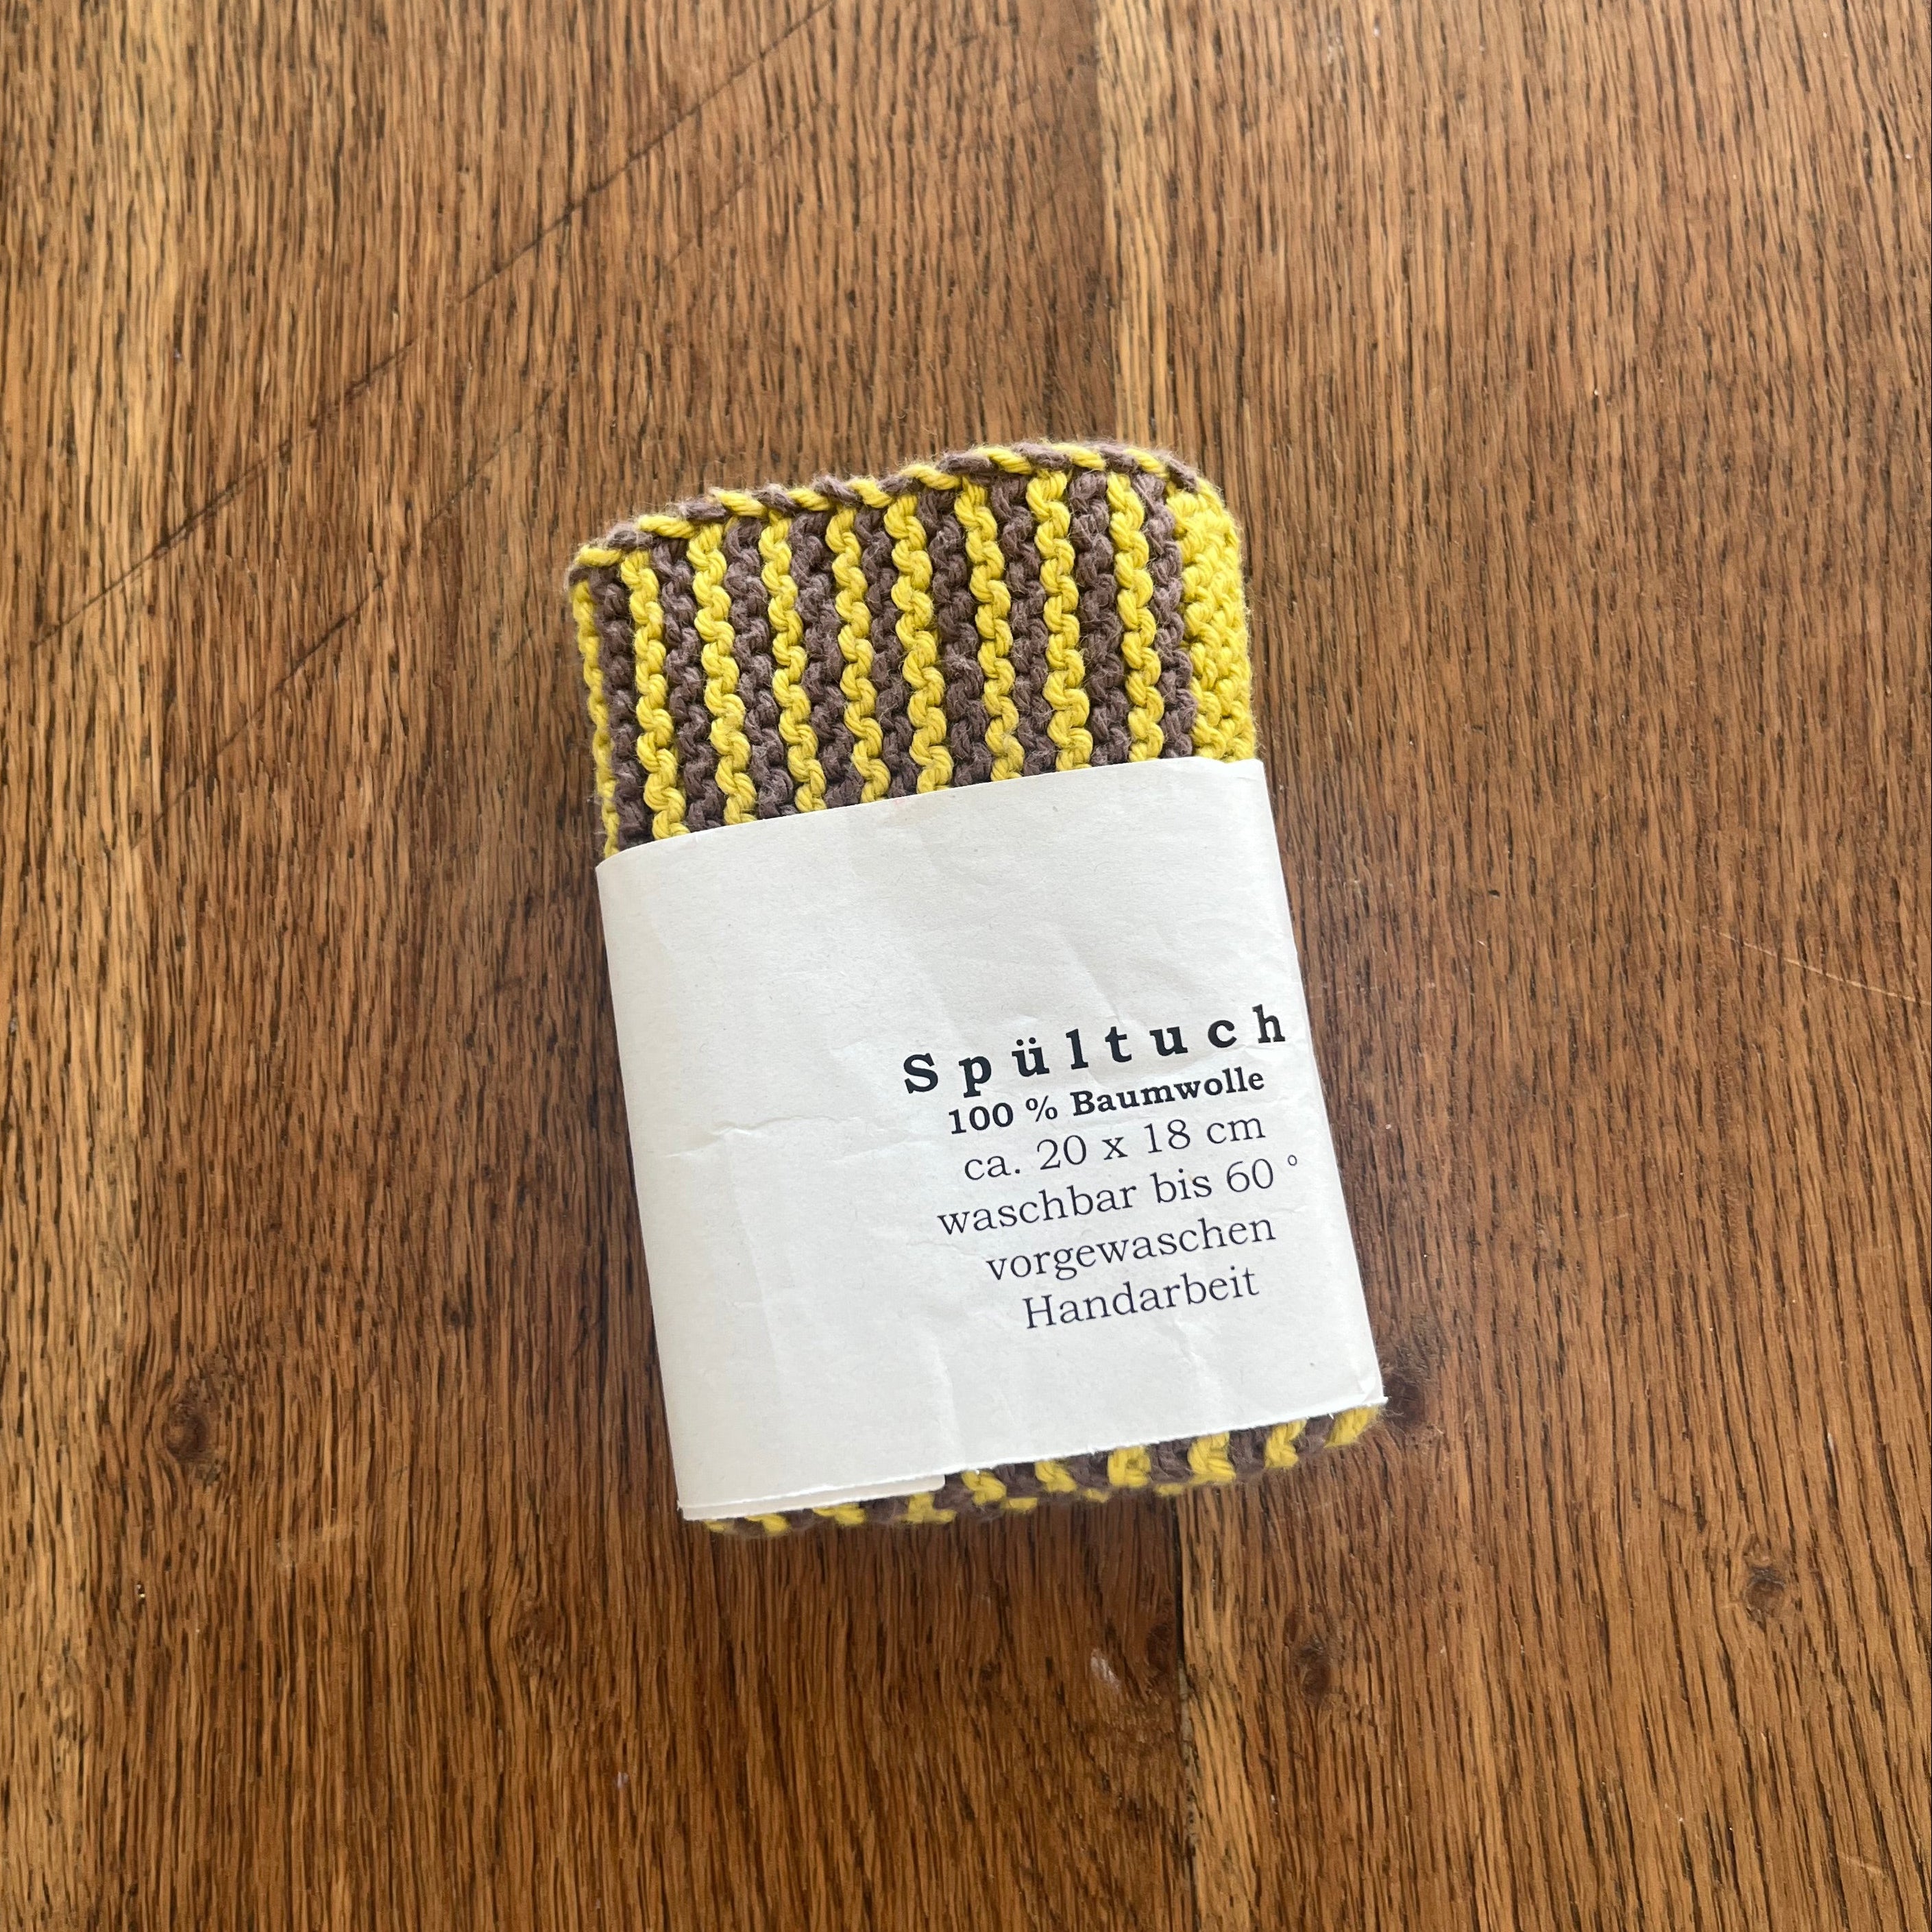 Spültuch
100 % Baumwolle
ca. 20 x 18 cm
waschbar bis 60 °
vorgewaschen
Handarbeit